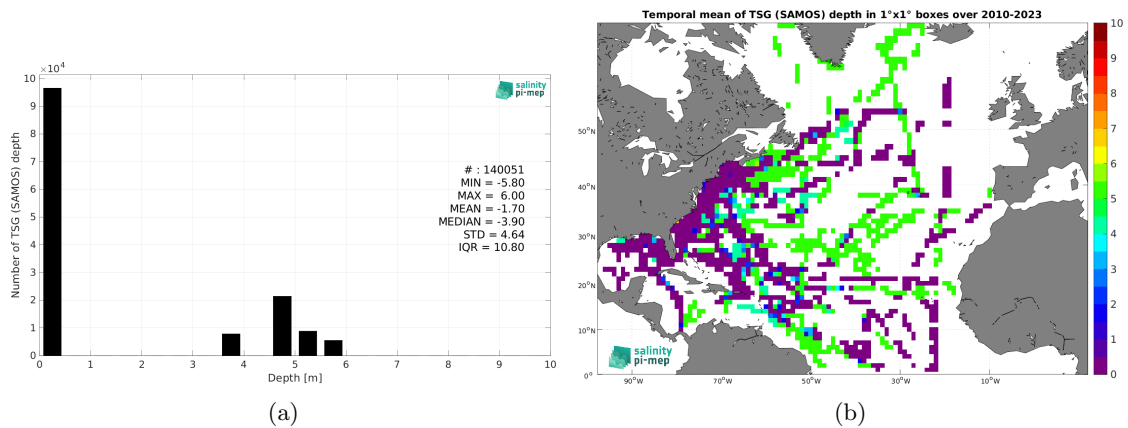 ×10⁴
10
9
8
7
6
5
4
3
2
1
0
Number of TSG (SAMOS) depth
salinity
pi-mep
# : 140051
MIN = -5.80
MAX = 6.00
MEAN = -1.70
MEDIAN = -3.90
STD = 4.64
IQR = 10.80
0 1 2 3 4 5 6 7 8 9 10
Depth [m]
(a)
Temporal mean of TSG (SAMOS) depth in 1°x1° boxes over 2010-2023
50°N
40°N
30°N
20°N
10°N
0°
90°W 70°W 50°W 30°W 10°W
salinity
pi-mep
10
9
8
7
6
5
4
3
2
1
0
(b)